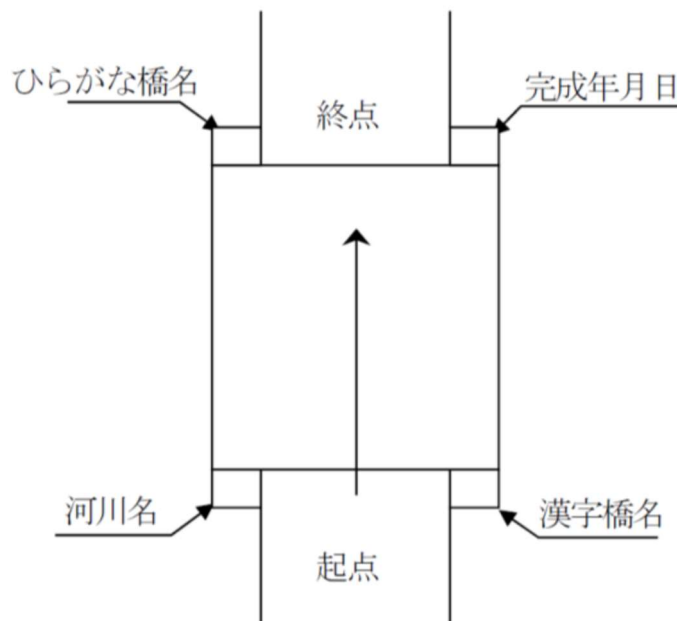 ひらがな橋名
完成年月日
終点
河川名
漢字橋名
起点